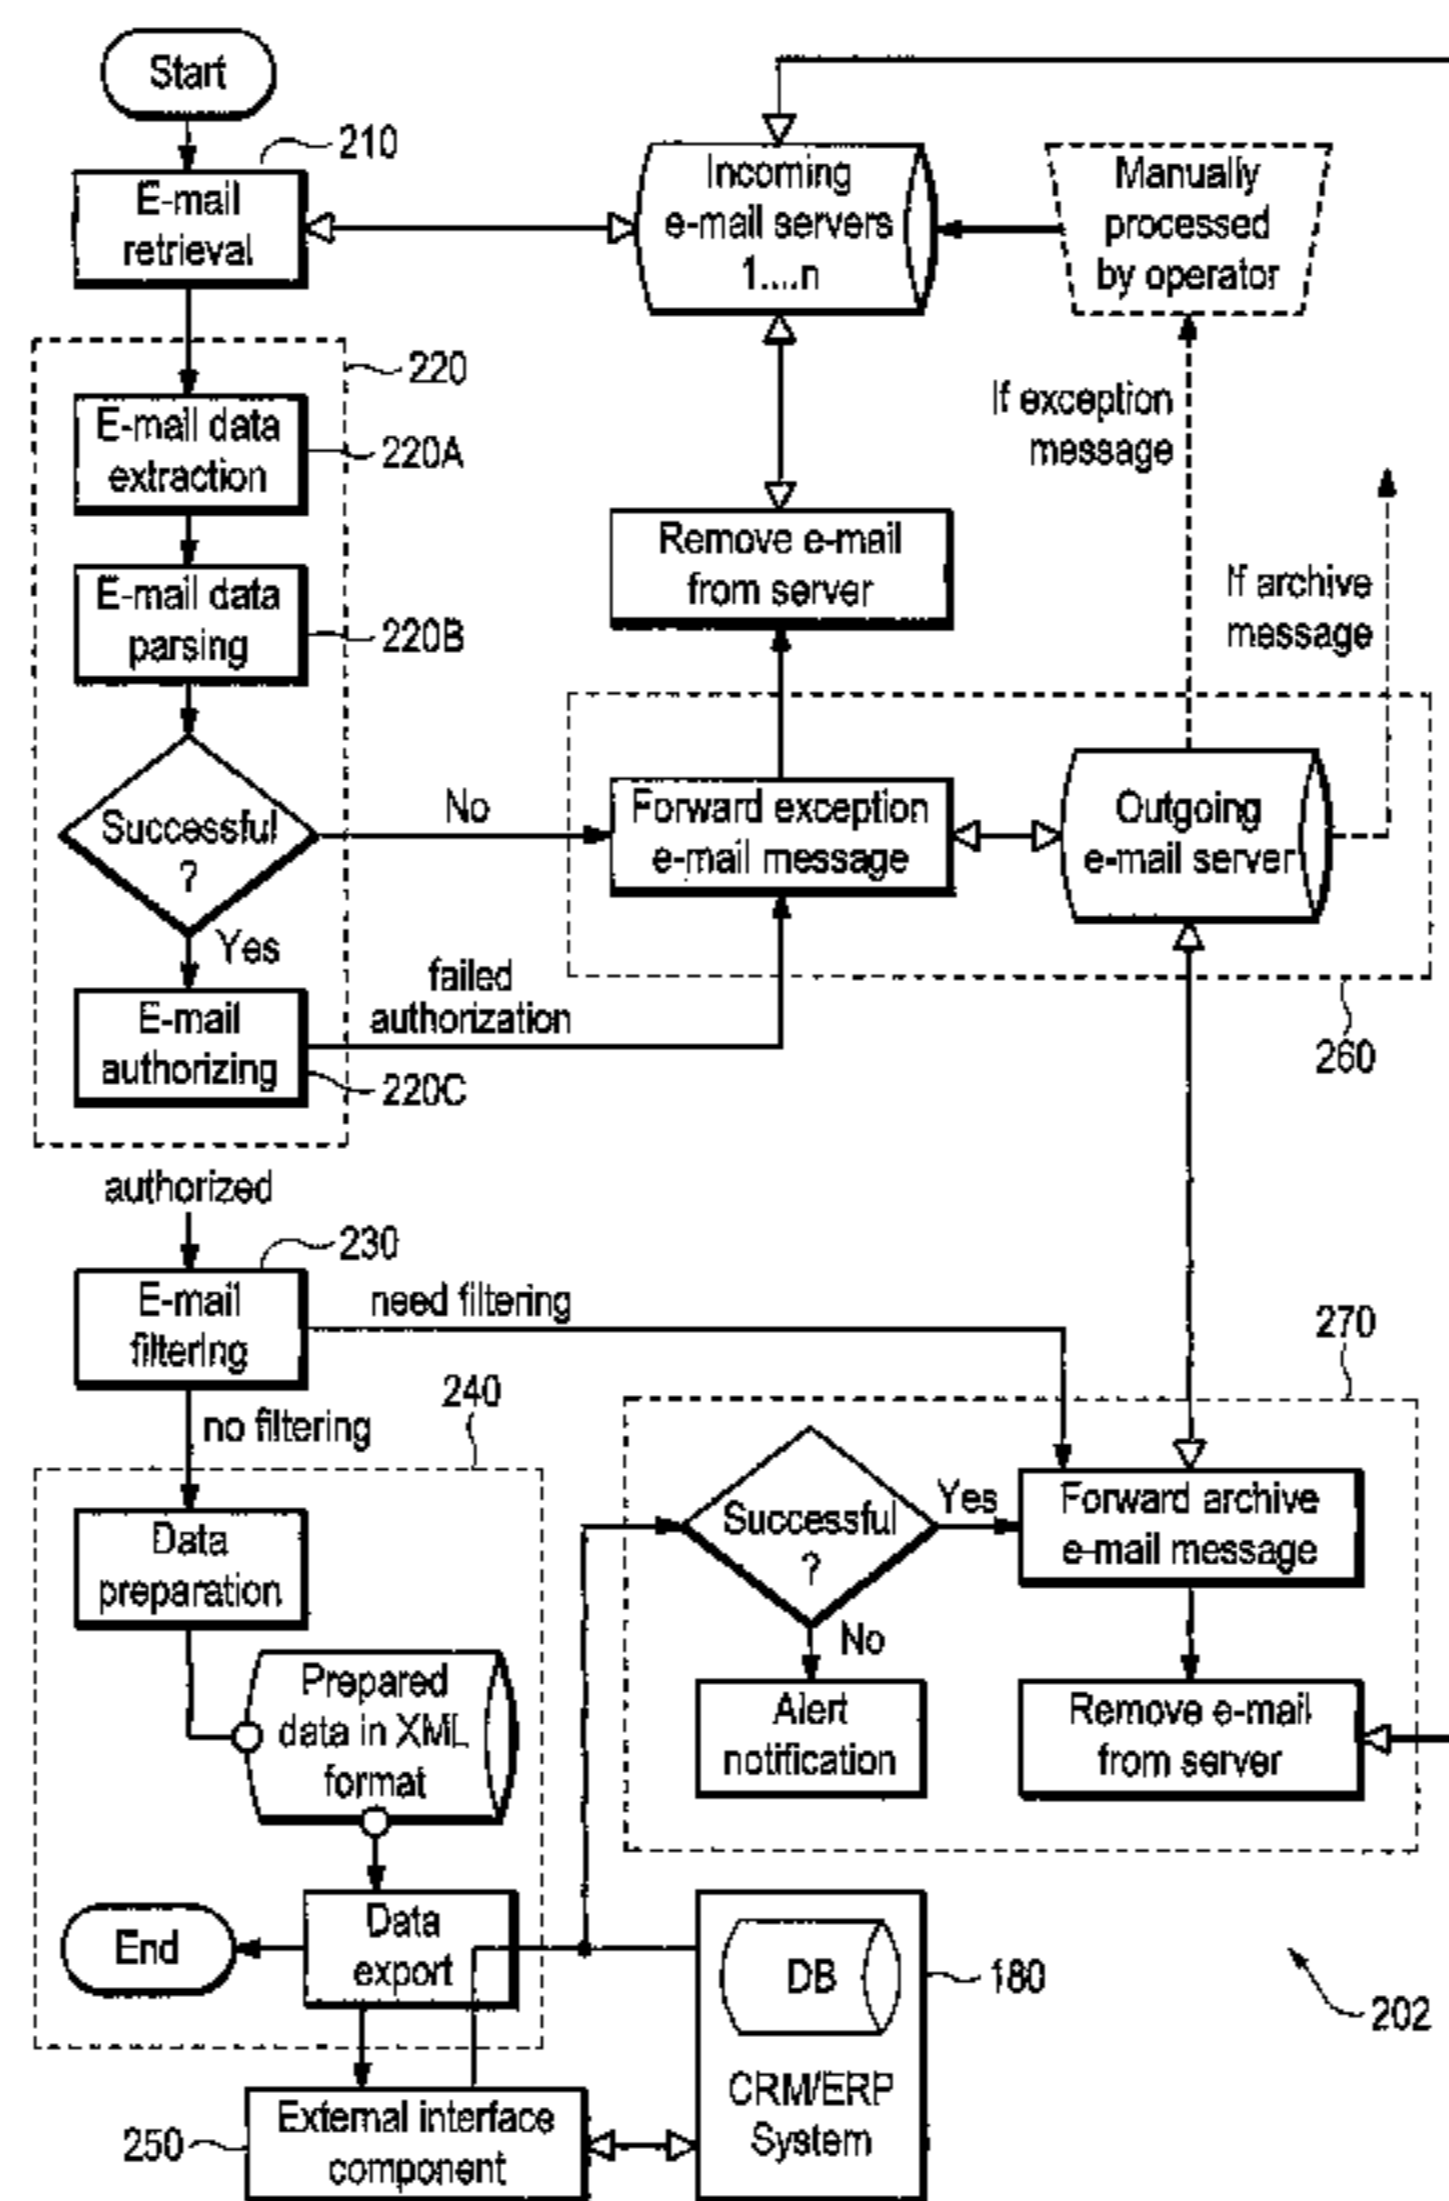 Start
210
E-mail
retrieval
Incoming
e-mail servers
1....n
Manually
processed
by operator
220
E-mail data
extraction
220A
If exception
message
E-mail data
parsing
220B
Remove e-mail
from server
If archive
message
Successful
?
No
Forward exception
e-mail message
Outgoing
e-mail server
Yes
E-mail
authorizing
220C
failed
authorization
260
authorized
230
E-mail
filtering
need filtering
270
no filtering
240
Data
preparation
Successful
?
Yes
Forward archive
e-mail message
No
Prepared
data in XML
format
Alert
notification
Remove e-mail
from server
End
Data
export
DB
180
CRM/ERP
System
202
250
External interface
component